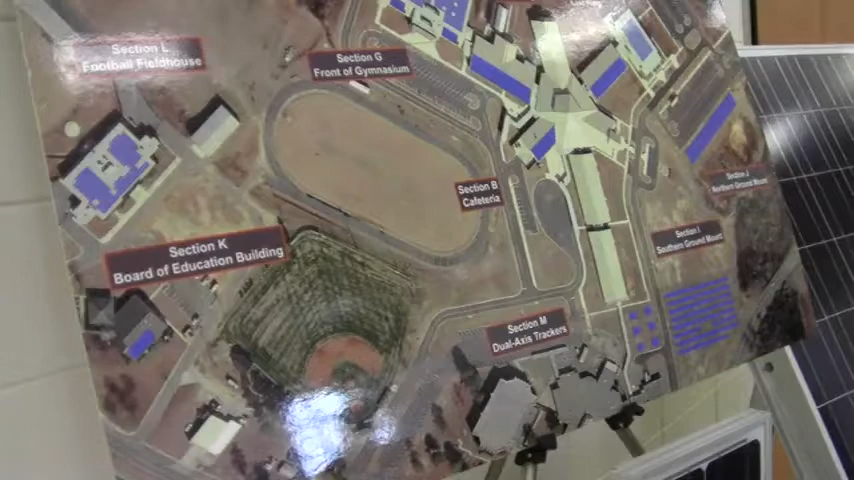 Section L
Football Fieldhouse
Section G
Front of Gymnasium
Section B
Cafeteria
Section J
Northern Ground Mount
Section I
Southern Ground Mount
Section K
Board of Education Building
Section M
Dual-Axis Trackers